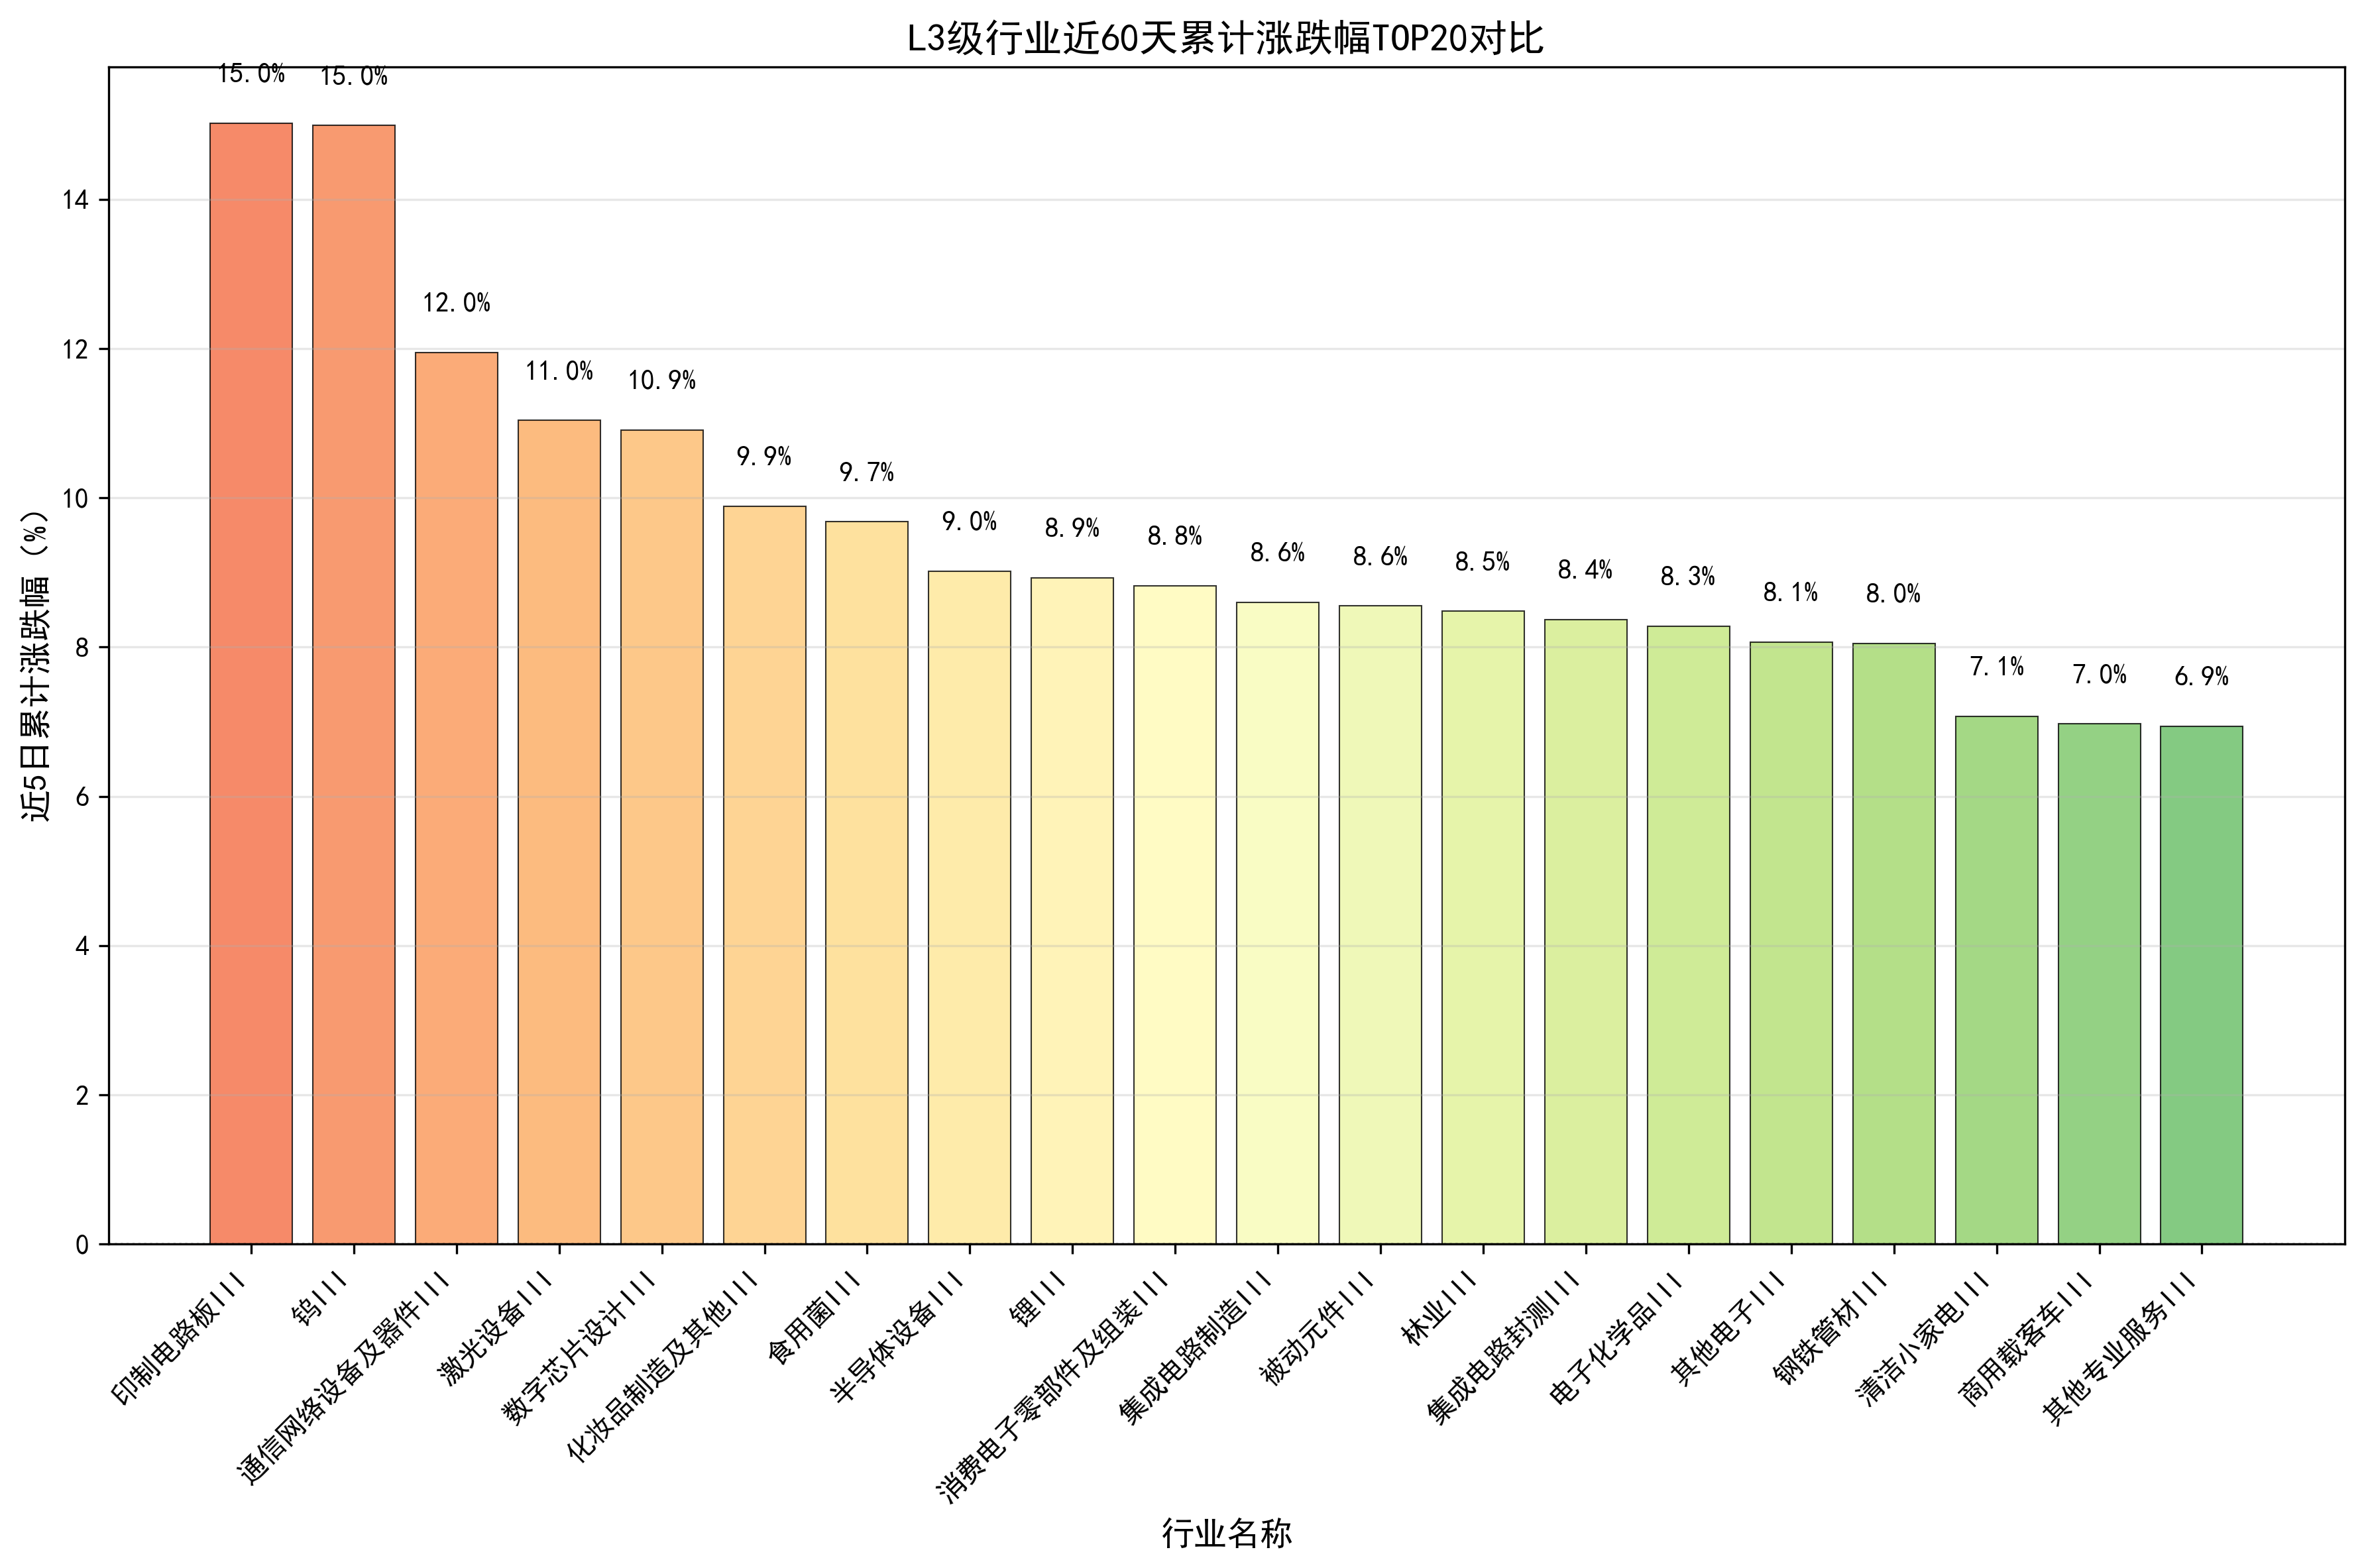 L3级行业近60天累计涨跌幅TOP20对比
近5日累计涨跌幅（%）
14
12
10
8
6
4
2
0
15.0%
15.0%
12.0%
11.0%
10.9%
9.9%
9.7%
9.0%
8.9%
8.8%
8.6%
8.6%
8.5%
8.4%
8.3%
8.1%
8.0%
7.1%
7.0%
6.9%
印制电路板III
钨III
通信网络设备及器件III
激光设备III
数字芯片设计III
化妆品制造及其他III
食用菌III
半导体设备III
锂III
消费电子零部件及组装III
集成电路制造III
被动元件III
林业III
集成电路封测III
电子化学品III
其他电子III
钢铁管材III
清洁小家电III
商用载客车III
其他专业服务III
行业名称